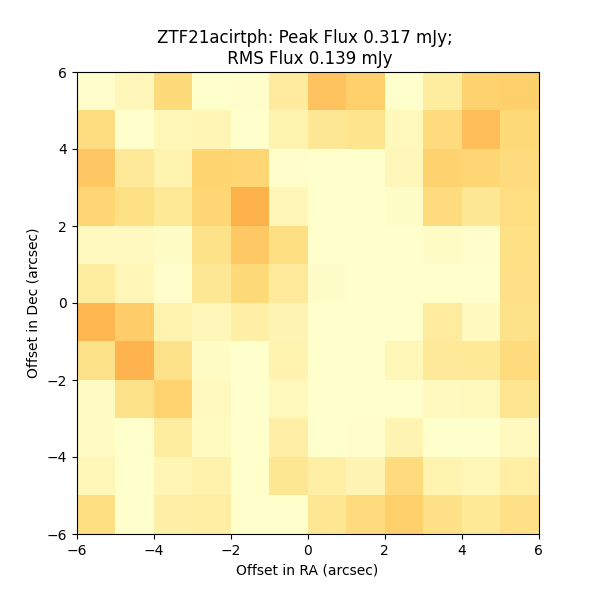 ZTF21acirtph: Peak Flux 0.317 mJy;
RMS Flux 0.139 mJy
6
4
2
0
−2
−4
−6
Offset in Dec (arcsec)
−6 −4 −2 0 2 4 6
Offset in RA (arcsec)